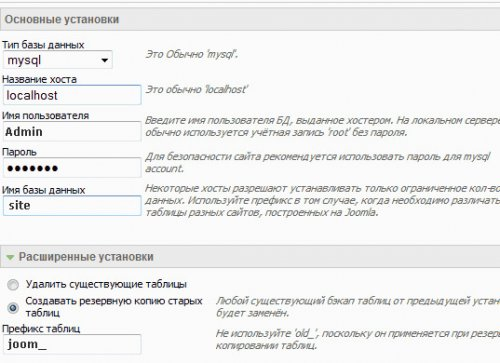 Основные установки
Тип базы данных
mysql
Это Обычно 'mysql'.
Название хоста
localhost
Это обычно 'localhost'
Имя пользователя
Admin
Введите имя пользователя БД, выданное хостером. На локальном сервере
обычно используется учётная запись 'root' без пароля.
Пароль
•••••••
Для безопасности сайта рекомендуется использовать пароль для mysql
account.
Имя базы данных
site
Некоторые хосты разрешают устанавливать только ограниченное кол-во
данных. Используйте префикс в том случае, когда необходимо различать
таблицы разных сайтов, построенных на Joomla.
Расширенные установки
Удалить существующие таблицы
Создавать резервную копию старых
таблиц
Любой существующий бэкап таблиц от предыдущей устан
будет заменён.
Префикс таблиц
joom_
Не используйте 'old_', поскольку он применяется при резер
копировании таблиц.